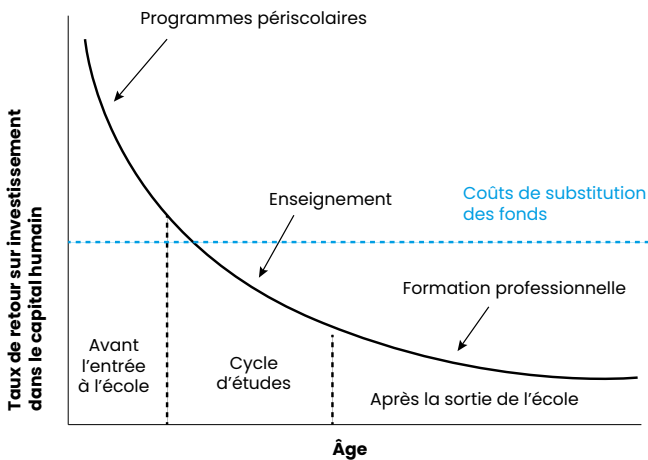 Programmes périscolaires
Taux de retour sur investissement
dans le capital humain
Enseignement
Coûts de substitution
des fonds
Formation professionnelle
Avant
l'entrée
à l'école
Cycle
d'études
Après la sortie de l'école
Âge